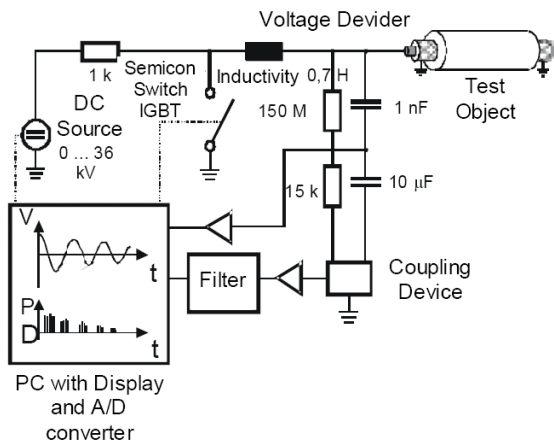 Voltage Devider
1 k
Semicon
Switch
IGBT
Inductivity
0,7 H
DC
Source
0 ... 36
kV
150 M
1 nF
Test
Object
15 k
10 µF
V
t
P
D
t
Filter
Coupling
Device
PC with Display
and A/D
converter